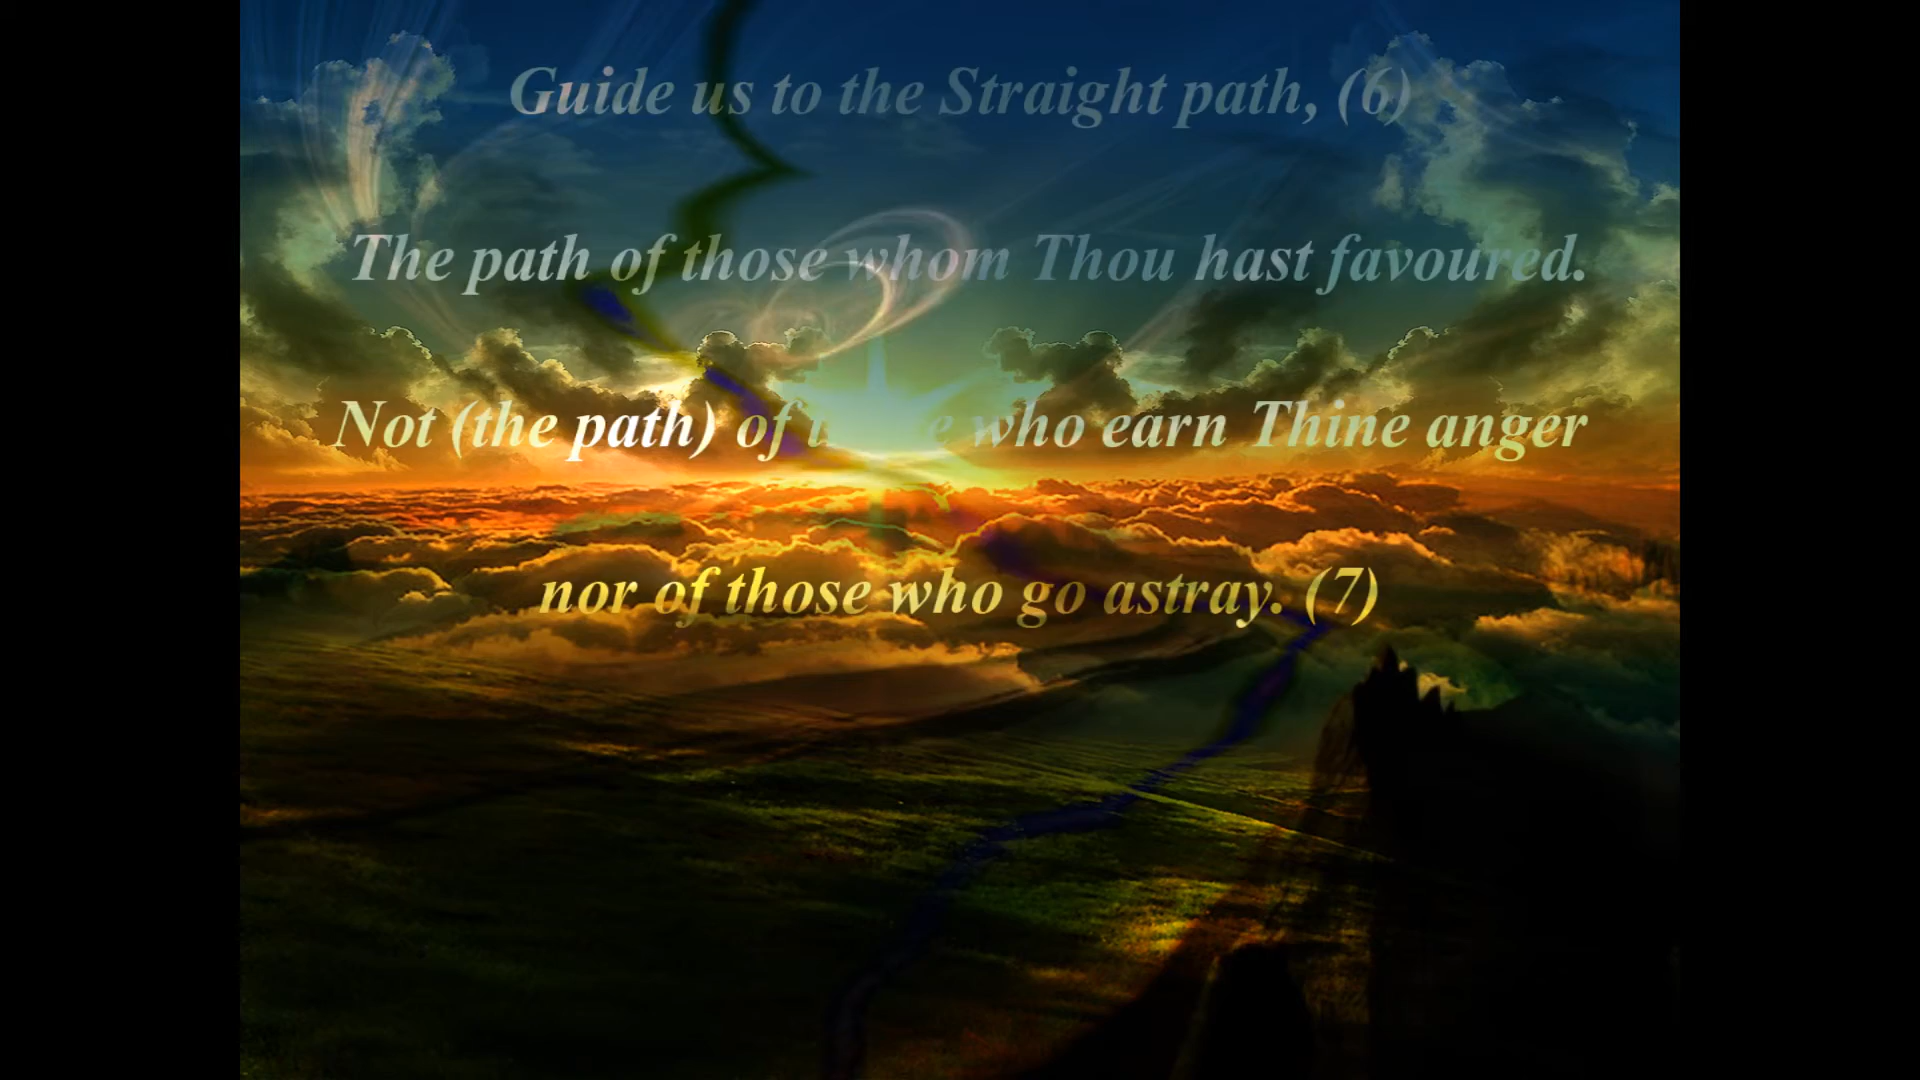 Guide us to the Straight path, (6)
The path of those whom Thou hast favoured.
Not (the path) of those who earn Thine anger
nor of those who go astray. (7)